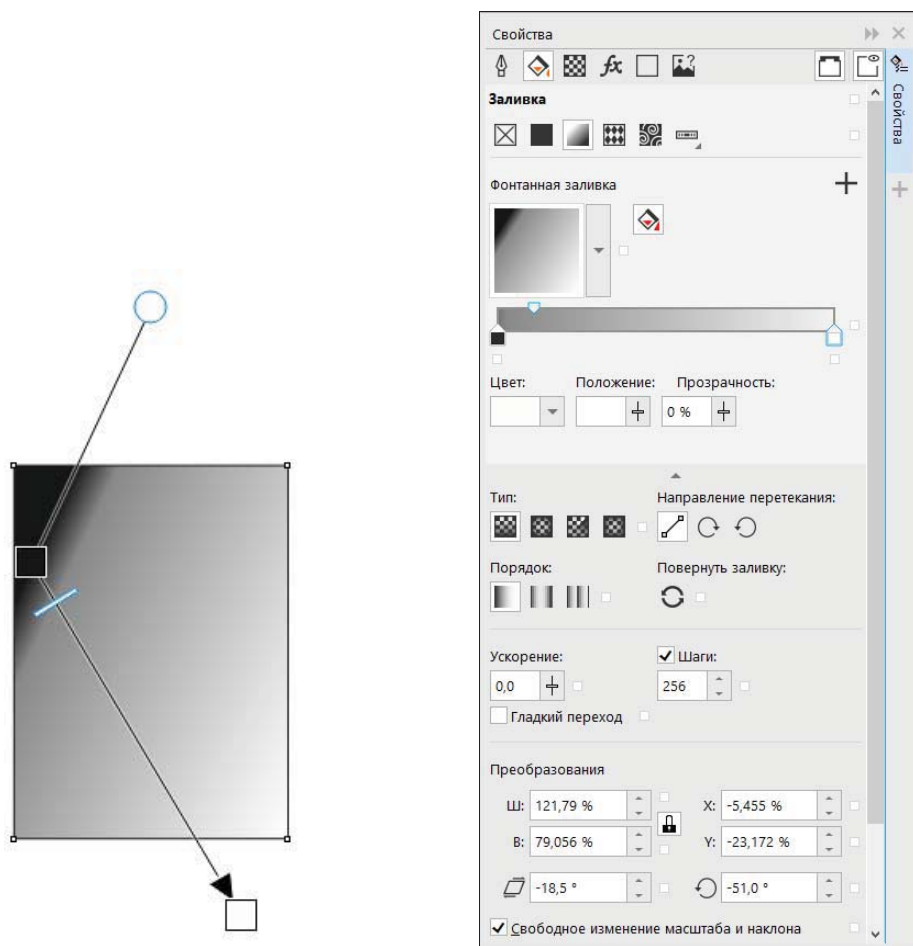 Свойства
Свойства
Заливка
Фонтанная заливка
Цвет: Положение: Прозрачность:
0 %
Тип: Направление перетекания:
Порядок: Повернуть заливку:
Ускорение: Шаги:
0,0 256
Гладкий переход
Преобразования
Ш: 121,79 % X: -5,455 %
В: 79,056 % Y: -23,172 %
-18,5 ° -51,0 °
Свободное изменение масштаба и наклона